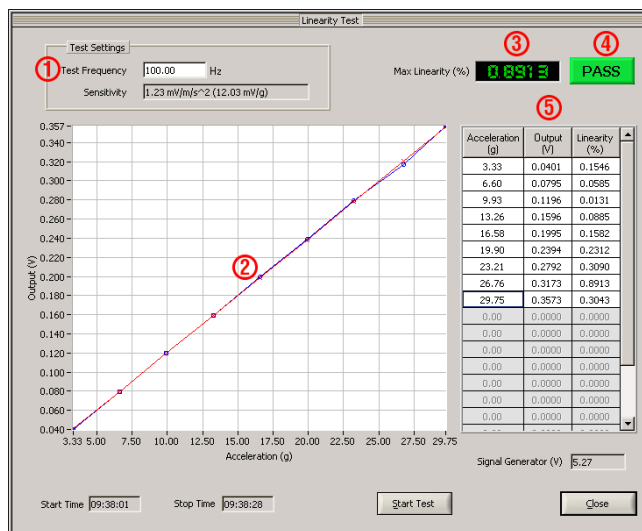 Linearity Test
Test Settings
① Test Frequency 100.00 Hz
Sensitivity 1.23 mV/m/s^2 (12.03 mV/g)
③
Max Linearity (%) 0.8913
④
PASS
0.357
0.340
0.320
0.300
0.280
0.260
0.240
0.220
0.200
0.180
0.160
0.140
0.120
0.100
0.080
0.060
0.040
Output (V)
②
3.33 5.00 7.50 10.00 12.50 15.00 17.50 20.00 22.50 25.00 27.50 29.75
Acceleration (g)
⑤
Acceleration (g) Output (V) Linearity (%)
3.33 0.0401 0.1546
6.60 0.0795 0.0585
9.93 0.1196 0.0131
13.26 0.1596 0.0885
16.58 0.1995 0.1582
19.90 0.2394 0.2312
23.21 0.2792 0.3090
26.76 0.3173 0.8913
29.75 0.3573 0.3043
0.00 0.0000 0.0000
0.00 0.0000 0.0000
0.00 0.0000 0.0000
0.00 0.0000 0.0000
0.00 0.0000 0.0000
0.00 0.0000 0.0000
0.00 0.0000 0.0000
Signal Generator (V) 5.27
Start Time 09:38:01 Stop Time 09:38:28 Start Test Close